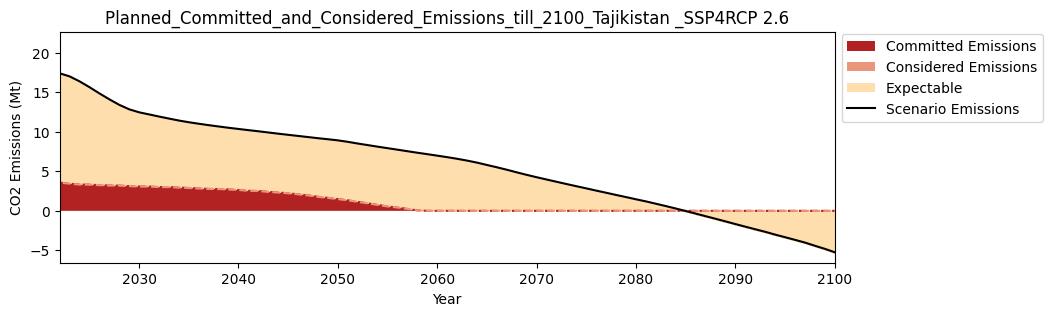 Planned_Committed_and_Considered_Emissions_till_2100_Tajikistan _SSP4RCP 2.6
Committed Emissions
Considered Emissions
Expectable
Scenario Emissions
CO2 Emissions (Mt)
20
15
10
5
0
−5
2030 2040 2050 2060 2070 2080 2090 2100
Year